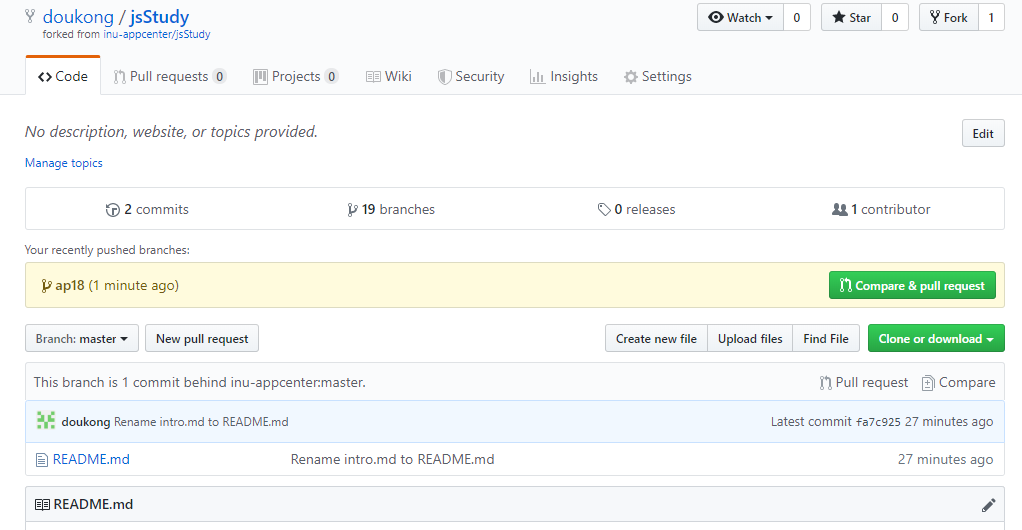 doukong / jsStudy
Watch 0 Star 0 Fork 1
forked from inu-appcenter/jsStudy
Code Pull requests 0 Projects 0 Wiki Security Insights Settings
No description, website, or topics provided.
Edit
Manage topics
2 commits 19 branches 0 releases 1 contributor
Your recently pushed branches:
ap18 (1 minute ago) Compare & pull request
Branch: master New pull request Create new file Upload files Find File Clone or download
This branch is 1 commit behind inu-appcenter:master. Pull request Compare
doukong Rename intro.md to README.md Latest commit fa7c925 27 minutes ago
README.md Rename intro.md to README.md 27 minutes ago
README.md